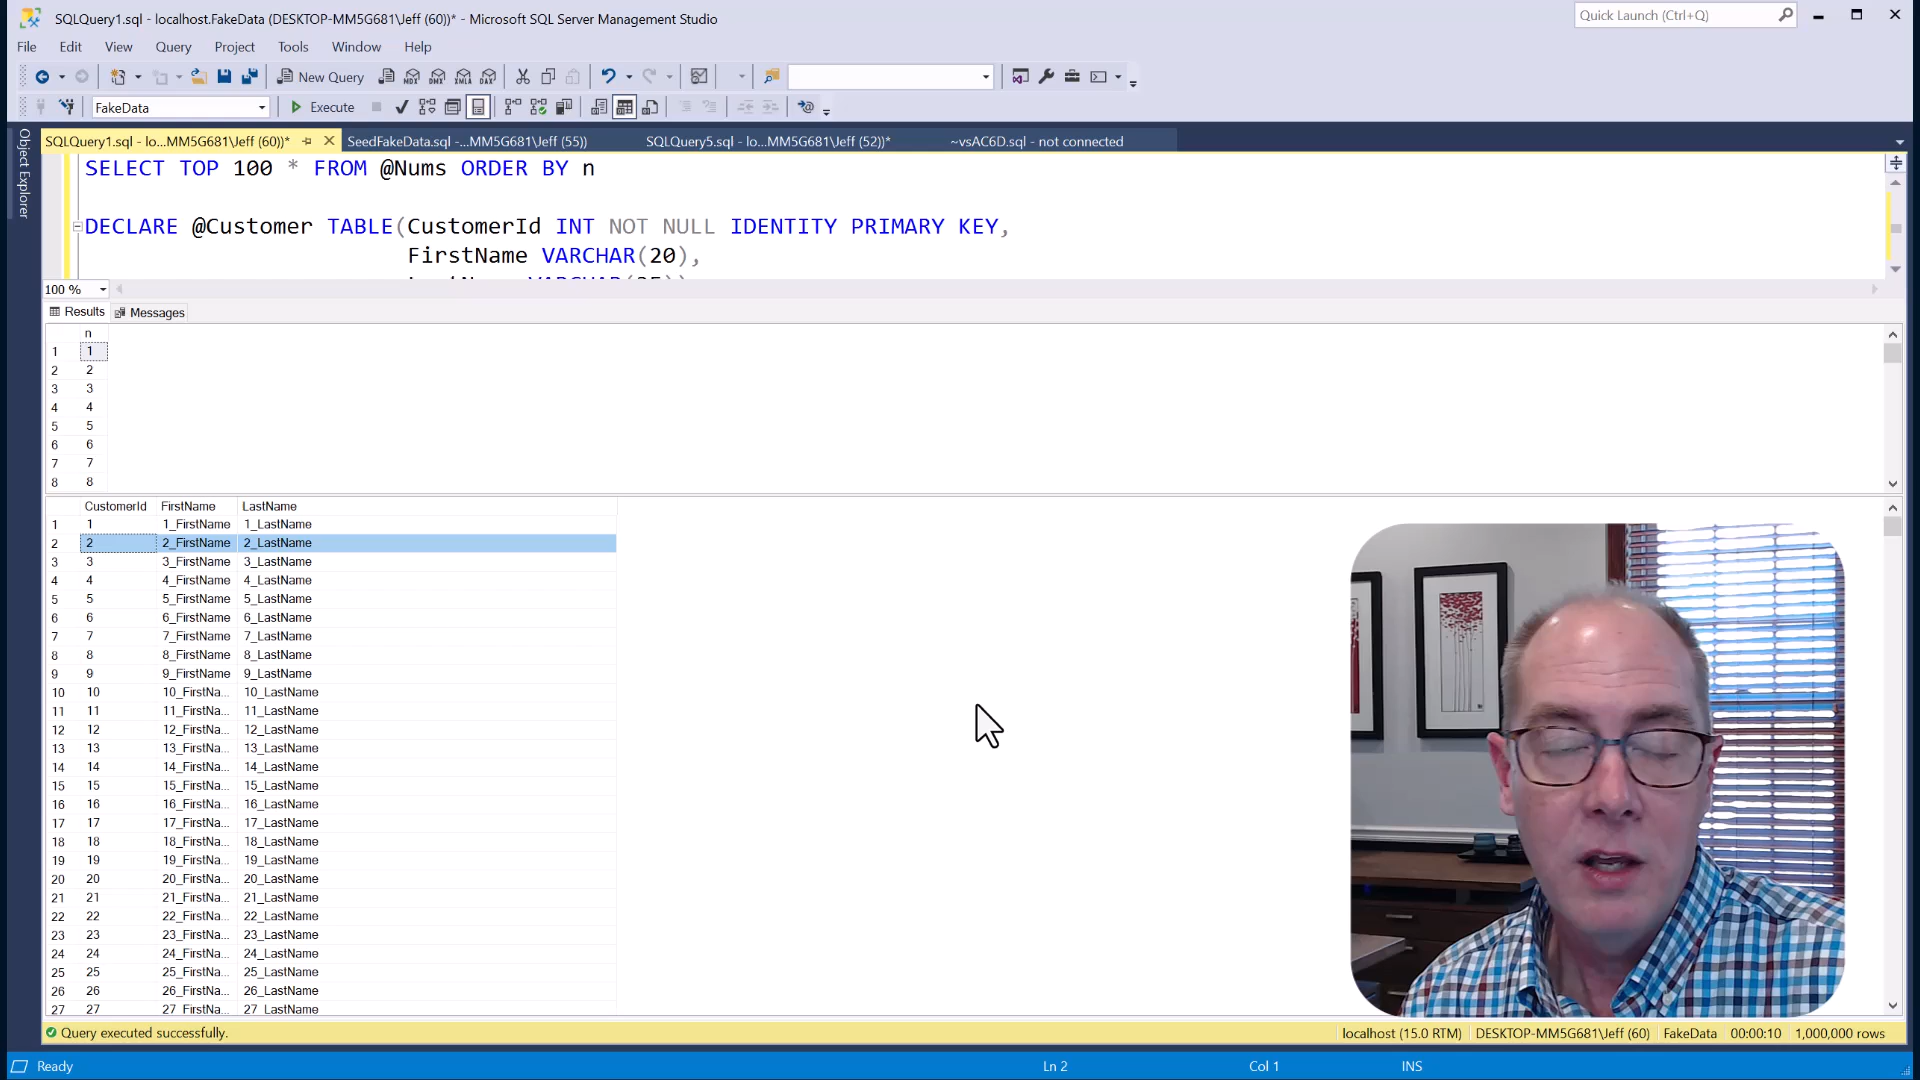 SQLQuery1.sql - localhost.FakeData (DESKTOP-MM5G681\Jeff (60))* - Microsoft SQL Server Management Studio
Quick Launch (Ctrl+Q)
File Edit View Query Project Tools Window Help
New Query
MDX DMX XMLA DAX
FakeData Execute
Object Explorer
SQLQuery1.sql - lo...MM5G681\Jeff (60))* SeedFakeData.sql -...MM5G681\Jeff (55)) SQLQuery5.sql - lo...MM5G681\Jeff (52))* ~vsAC6D.sql - not connected
SELECT TOP 100 * FROM @Nums ORDER BY n
DECLARE @Customer TABLE(CustomerId INT NOT NULL IDENTITY PRIMARY KEY,
FirstName VARCHAR(20),
100 %
Results Messages
n
1 1
2 2
3 3
4 4
5 5
6 6
7 7
8 8
CustomerId FirstName LastName
1 1 1_FirstName 1_LastName
2 2 2_FirstName 2_LastName
3 3 3_FirstName 3_LastName
4 4 4_FirstName 4_LastName
5 5 5_FirstName 5_LastName
6 6 6_FirstName 6_LastName
7 7 7_FirstName 7_LastName
8 8 8_FirstName 8_LastName
9 9 9_FirstName 9_LastName
10 10 10_FirstNa... 10_LastName
11 11 11_FirstNa... 11_LastName
12 12 12_FirstNa... 12_LastName
13 13 13_FirstNa... 13_LastName
14 14 14_FirstNa... 14_LastName
15 15 15_FirstNa... 15_LastName
16 16 16_FirstNa... 16_LastName
17 17 17_FirstNa... 17_LastName
18 18 18_FirstNa... 18_LastName
19 19 19_FirstNa... 19_LastName
20 20 20_FirstNa... 20_LastName
21 21 21_FirstNa... 21_LastName
22 22 22_FirstNa... 22_LastName
23 23 23_FirstNa... 23_LastName
24 24 24_FirstNa... 24_LastName
25 25 25_FirstNa... 25_LastName
26 26 26_FirstNa... 26_LastName
27 27 27_FirstNa... 27_LastName
Query executed successfully. localhost (15.0 RTM) DESKTOP-MM5G681\Jeff (60) FakeData 00:00:10 1,000,000 rows
Ready Ln 2 Col 1 INS